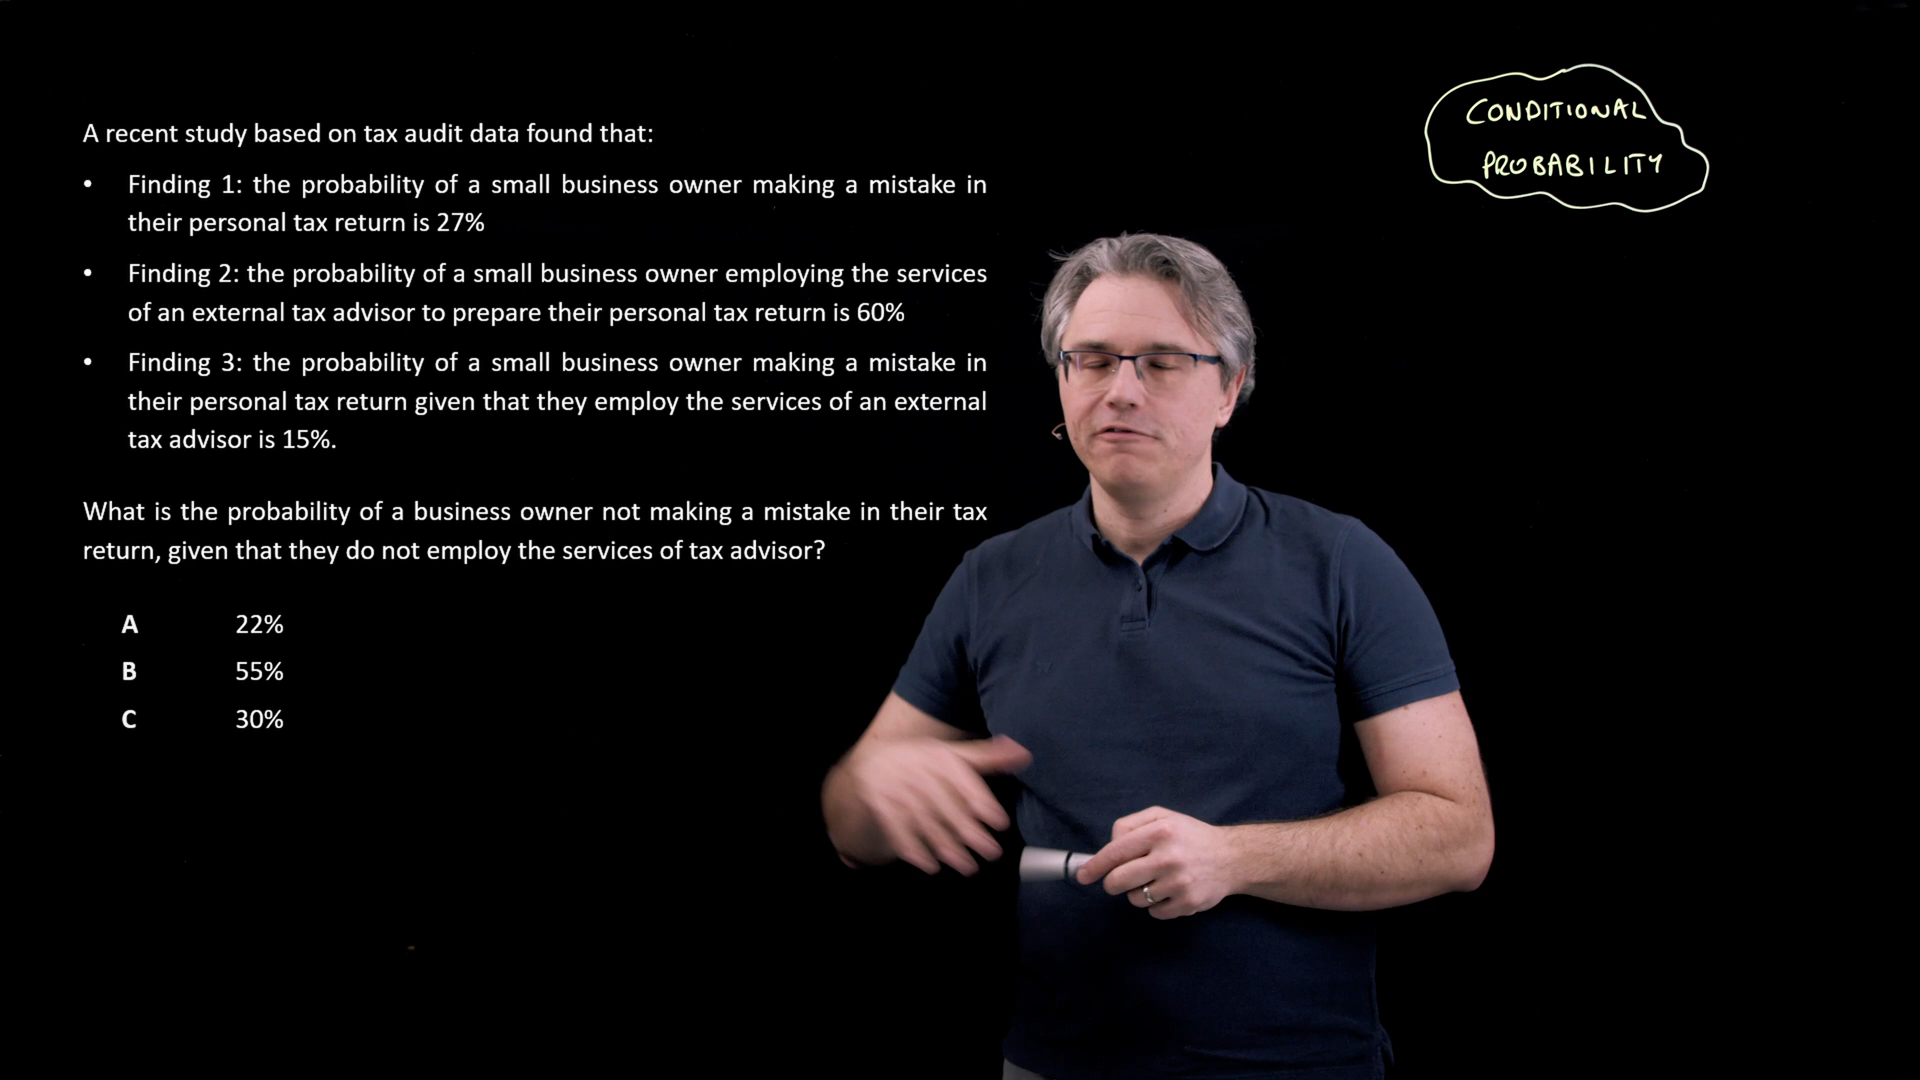 CONDITIONAL
PROBABILITY
A recent study based on tax audit data found that:
• Finding 1: the probability of a small business owner making a mistake in
their personal tax return is 27%
• Finding 2: the probability of a small business owner employing the services
of an external tax advisor to prepare their personal tax return is 60%
• Finding 3: the probability of a small business owner making a mistake in
their personal tax return given that they employ the services of an external
tax advisor is 15%.
What is the probability of a business owner not making a mistake in their tax
return, given that they do not employ the services of tax advisor?
A 22%
B 55%
C 30%